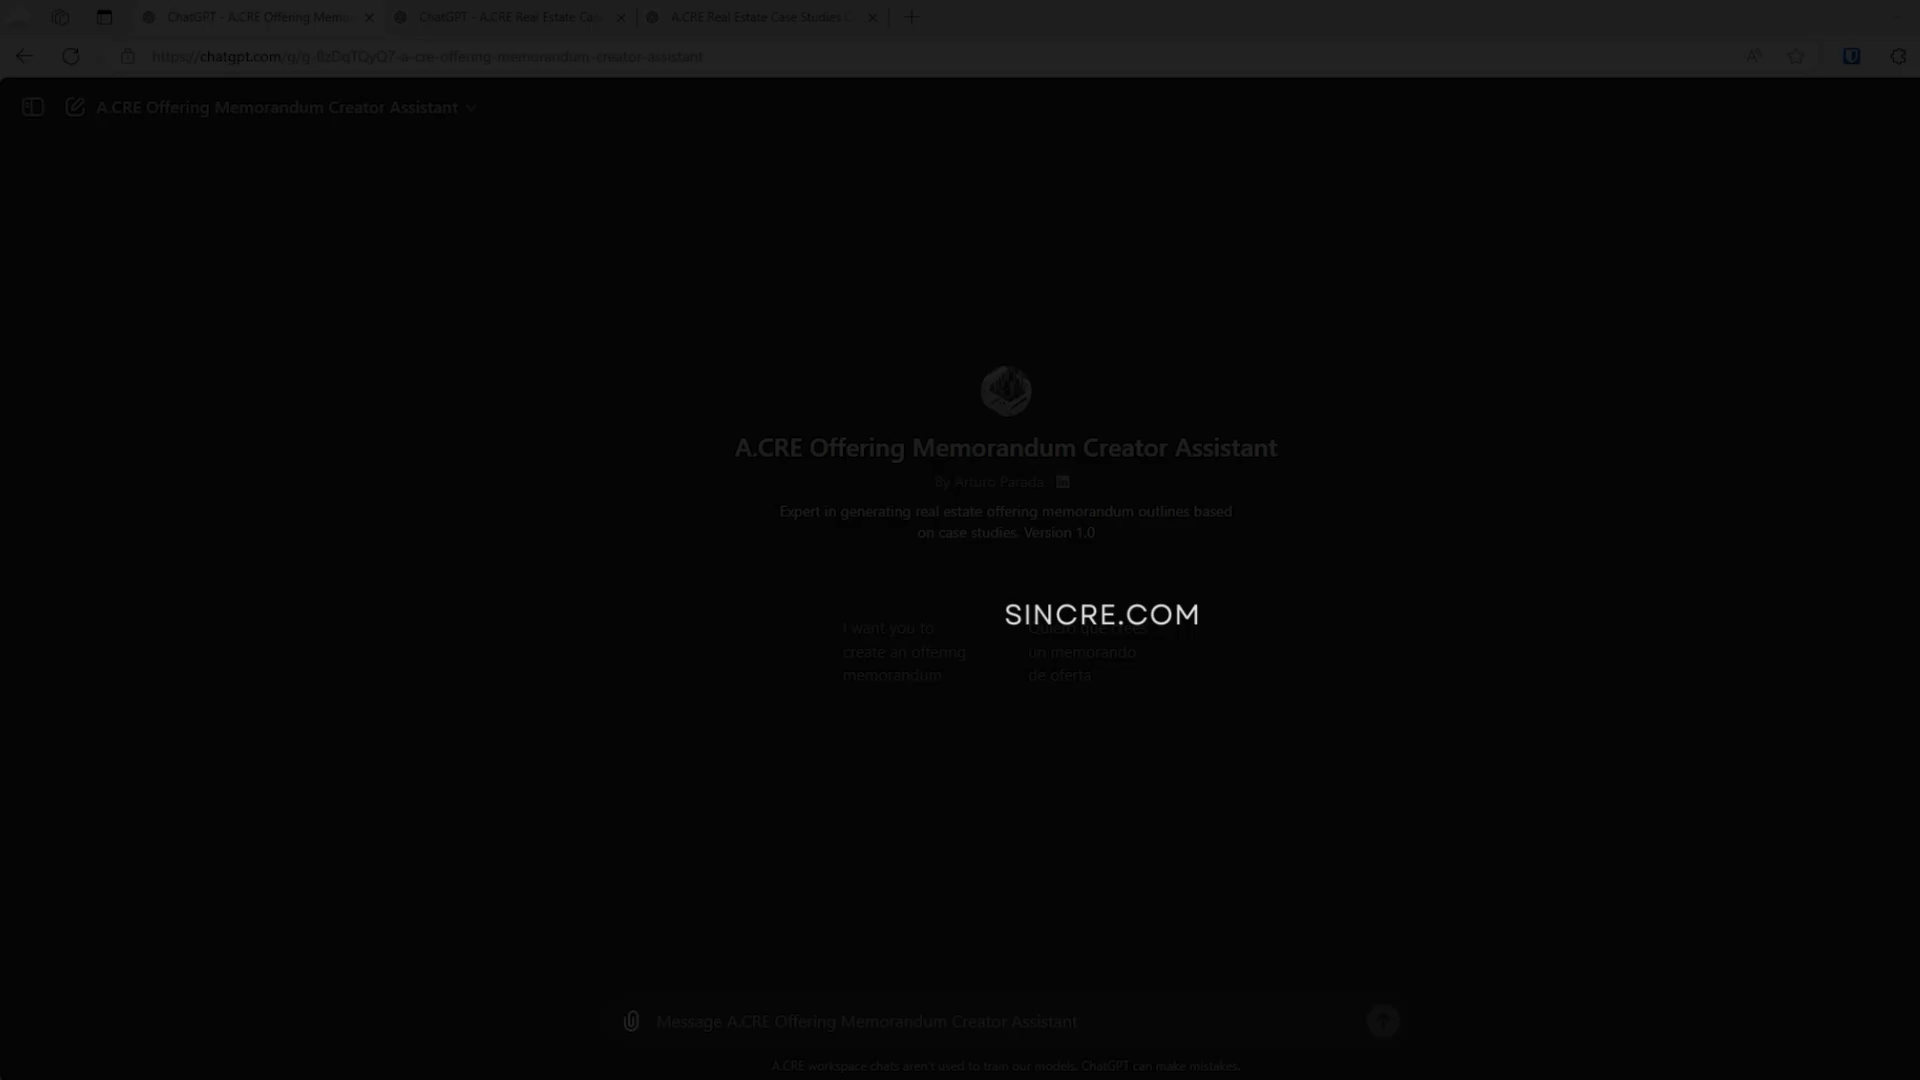 ChatGPT - A.CRE Offering Memo
ChatGPT - A.CRE Real Estate Cas
A.CRE Real Estate Case Studies C
https://chatgpt.com/g/g-
-a-cre-offering-memorandum-creator-assistant
A.CRE Offering Memorandum Creator Assistant
A.CRE Offering Memorandum Creator Assistant
By Arturo Parada
Expert in generating real estate offering memorandum outlines based
on case studies. Version 1.0
SINCRE.COM
I want you to
create an offering
memorandum
un memorando
de oferta
Message A.CRE Offering Memorandum Creator Assistant
A.CRE workspace chats aren't used to train our models. ChatGPT can make mistakes.